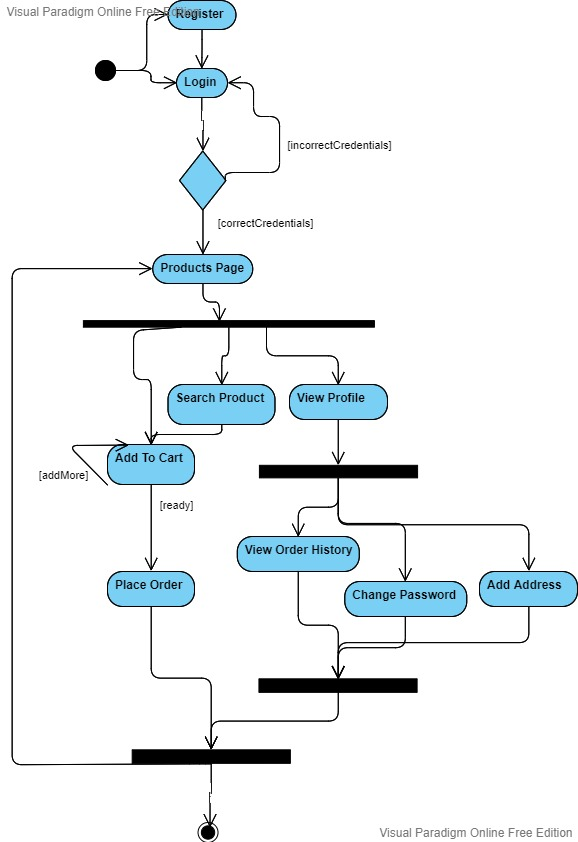 Visual Paradigm Online Free Edition
Register
Login
[incorrectCredentials]
[correctCredentials]
Products Page
Search Product
View Profile
Add To Cart
[addMore]
[ready]
View Order History
Place Order
Change Password
Add Address
Visual Paradigm Online Free Edition